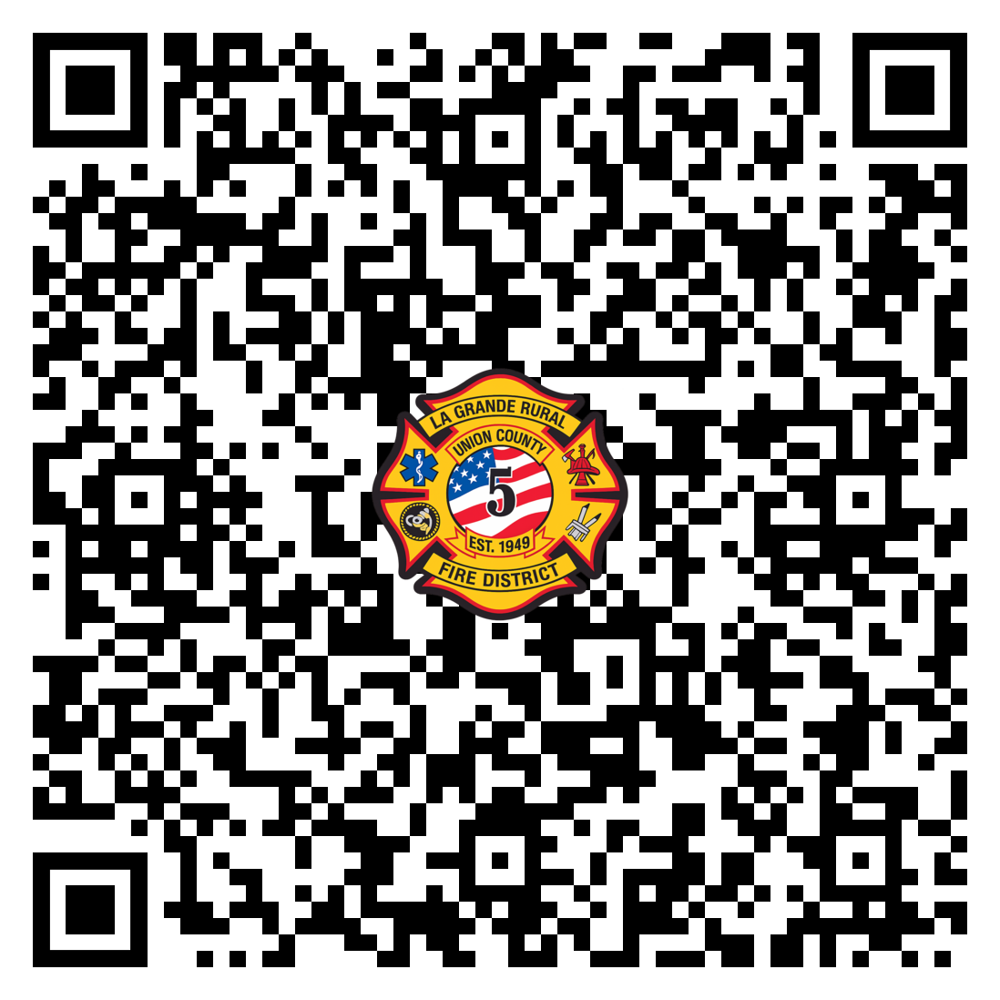 LA GRANDE RURAL
UNION COUNTY
5
EST. 1949
FIRE DISTRICT